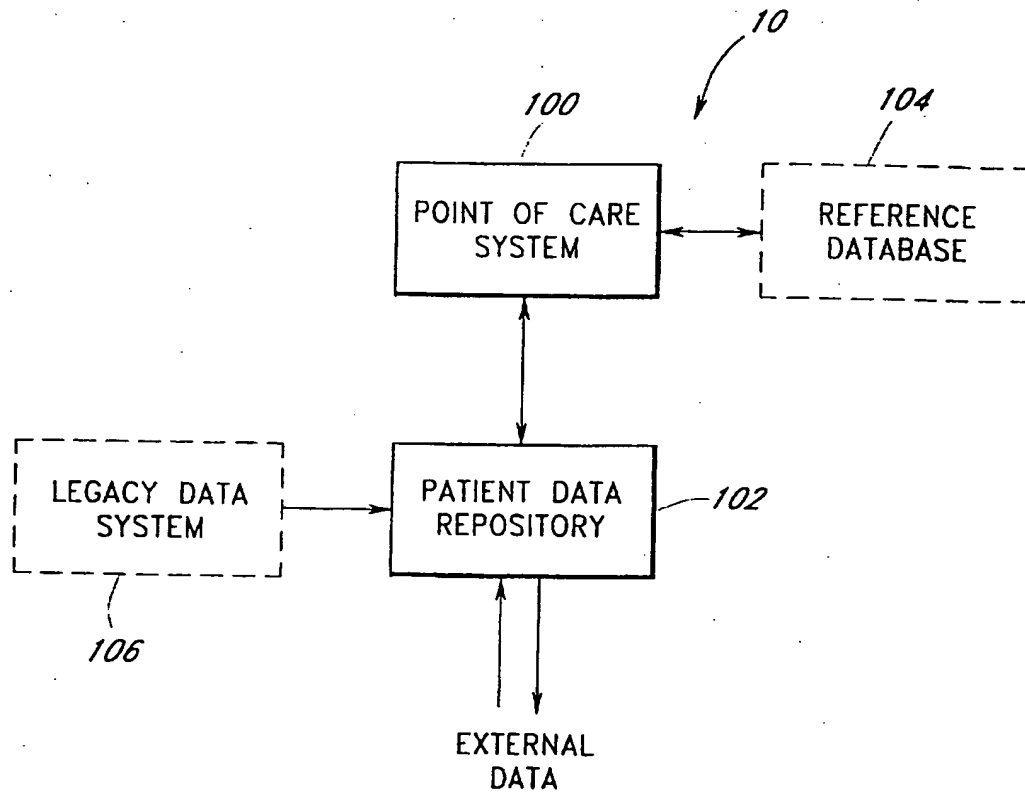 10
100
104
POINT OF CARE
SYSTEM
REFERENCE
DATABASE
LEGACY DATA
SYSTEM
PATIENT DATA
REPOSITORY
102
106
EXTERNAL
DATA